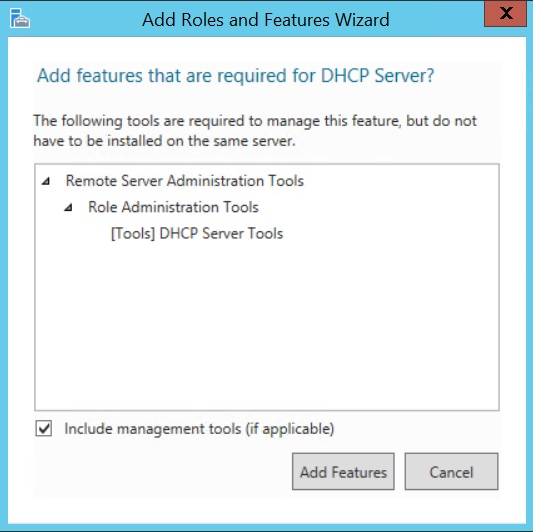 Add Roles and Features Wizard
X
Add features that are required for DHCP Server?
The following tools are required to manage this feature, but do not
have to be installed on the same server.
Remote Server Administration Tools
Role Administration Tools
[Tools] DHCP Server Tools
Include management tools (if applicable)
Add Features Cancel